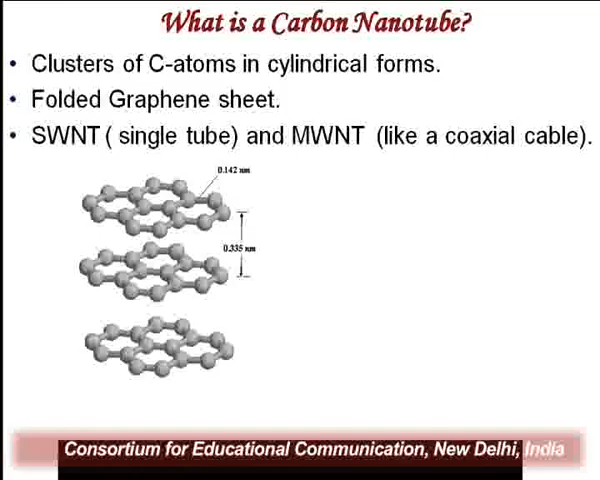 What is a Carbon Nanotube?
• Clusters of C-atoms in cylindrical forms.
• Folded Graphene sheet.
• SWNT ( single tube) and MWNT (like a coaxial cable).
0.142 nm
0.335 nm
Consortium for Educational Communication, New Delhi, India